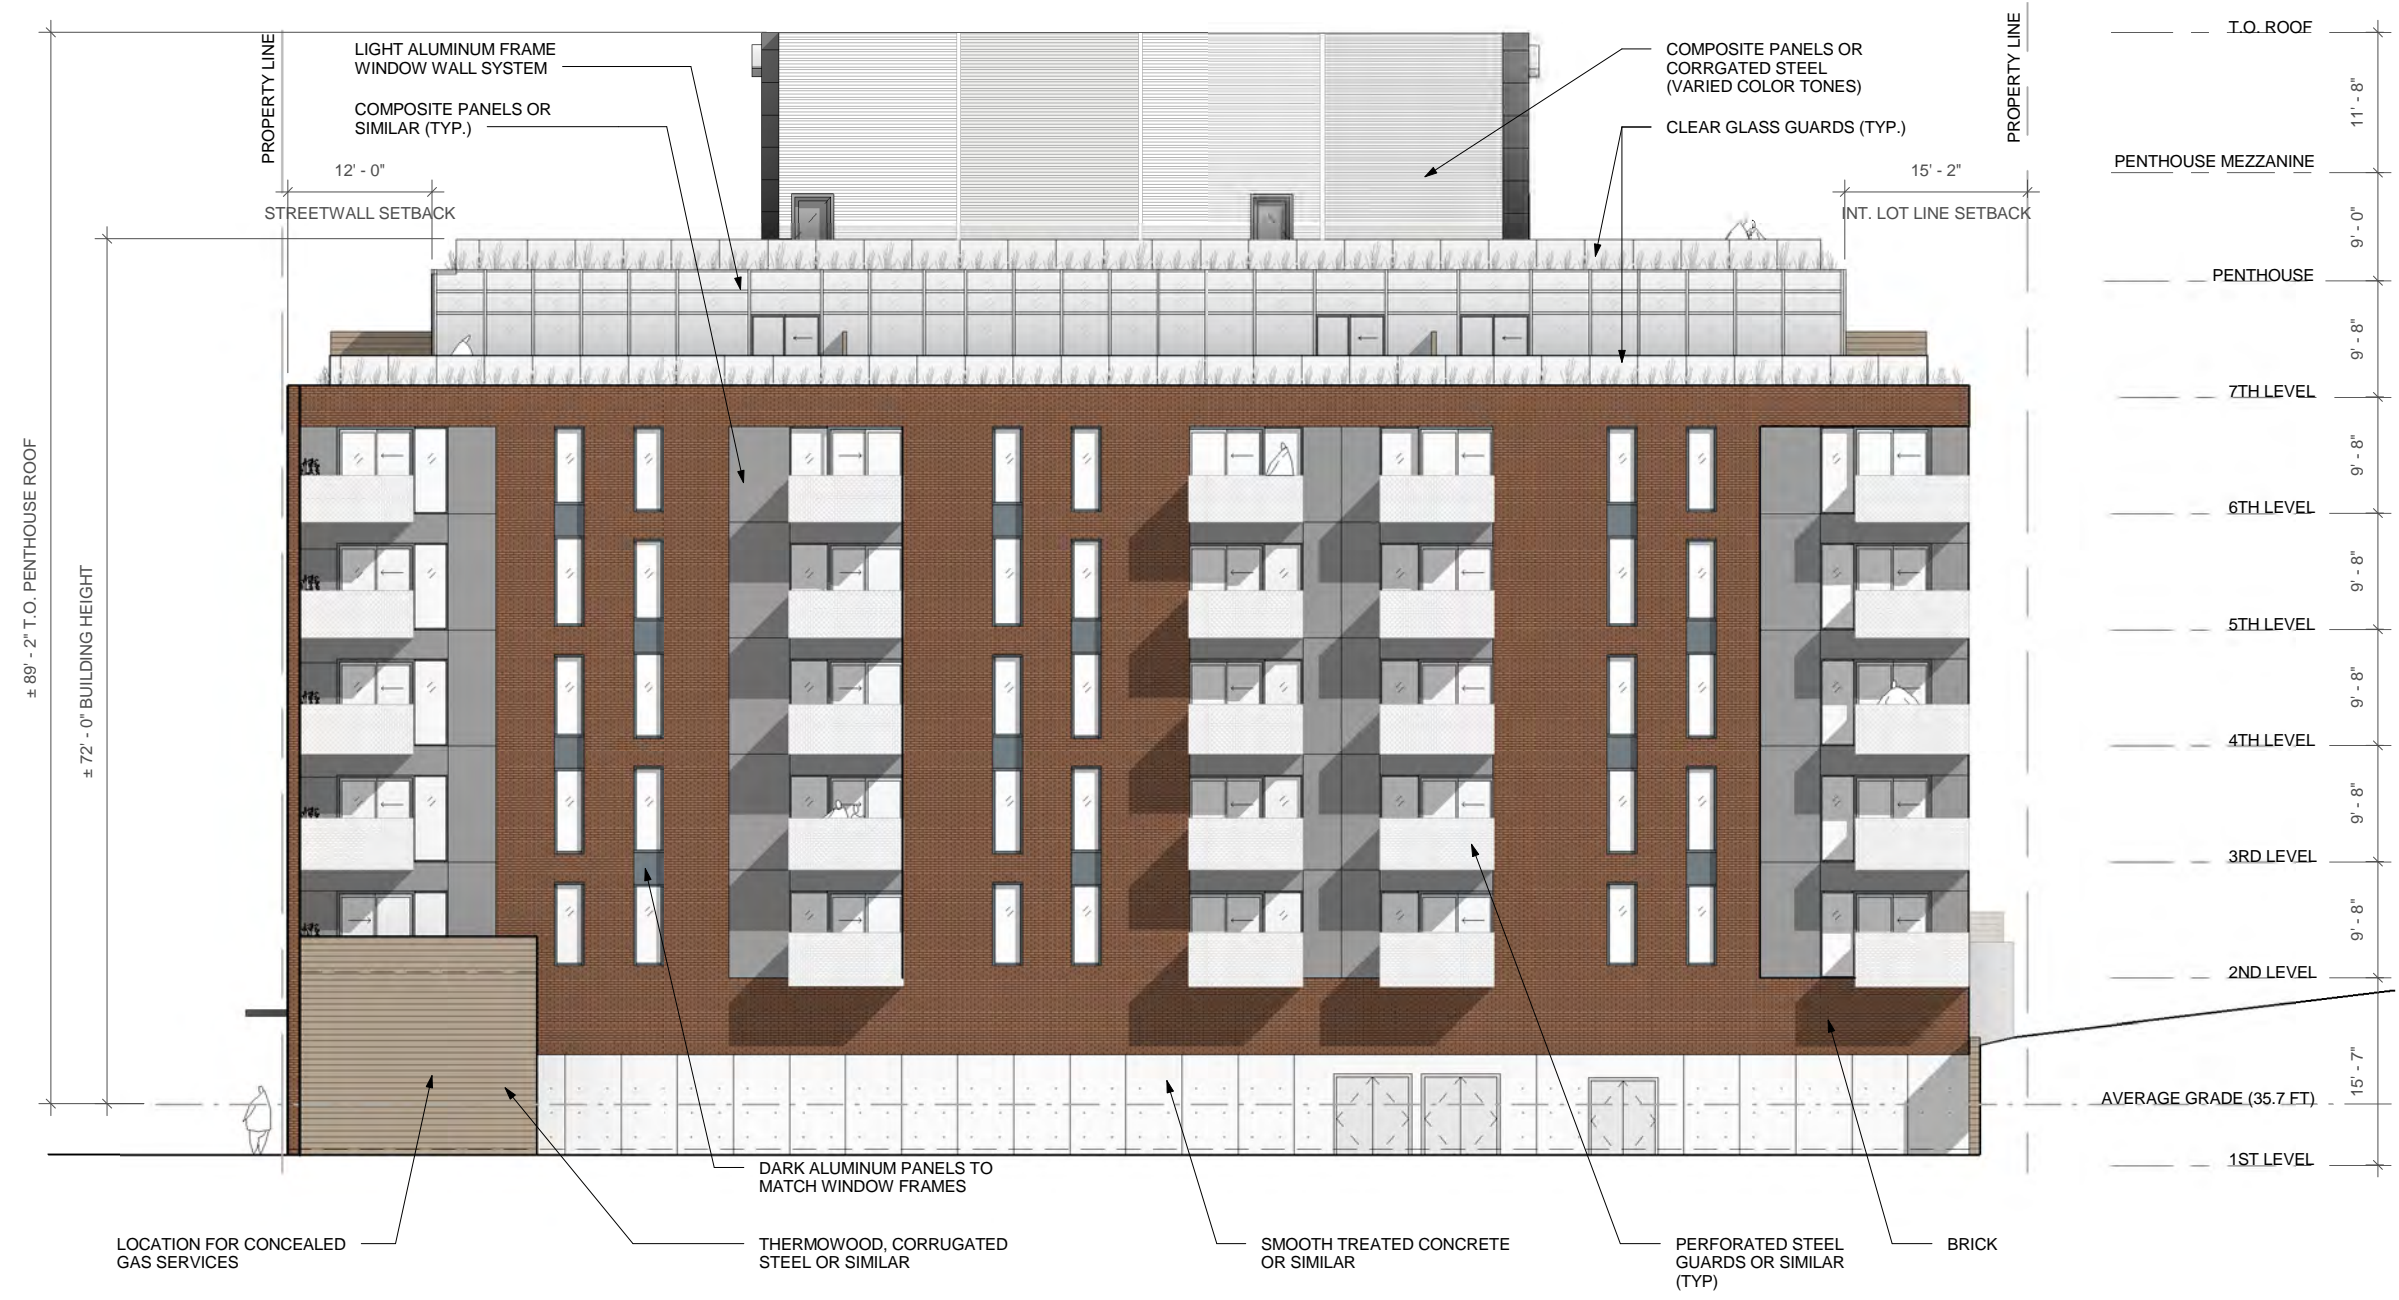 LIGHT ALUMINUM FRAME
WINDOW WALL SYSTEM
COMPOSITE PANELS OR
SIMILAR (TYP.)
PROPERTY LINE
12' - 0"
STREETWALL SETBACK
COMPOSITE PANELS OR
CORRGATED STEEL
(VARIED COLOR TONES)
CLEAR GLASS GUARDS (TYP.)
PROPERTY LINE
15' - 2"
INT. LOT LINE SETBACK
T.O. ROOF
11' - 8"
PENTHOUSE MEZZANINE
9' - 0"
PENTHOUSE
9' - 8"
7TH LEVEL
9' - 8"
6TH LEVEL
9' - 8"
5TH LEVEL
9' - 8"
4TH LEVEL
9' - 8"
3RD LEVEL
9' - 8"
2ND LEVEL
15' - 7"
AVERAGE GRADE (35.7 FT)
1ST LEVEL
± 89' - 2" T.O. PENTHOUSE ROOF
± 72' - 0" BUILDING HEIGHT
DARK ALUMINUM PANELS TO
MATCH WINDOW FRAMES
LOCATION FOR CONCEALED
GAS SERVICES
THERMOWOOD, CORRUGATED
STEEL OR SIMILAR
SMOOTH TREATED CONCRETE
OR SIMILAR
PERFORATED STEEL
GUARDS OR SIMILAR
(TYP)
BRICK